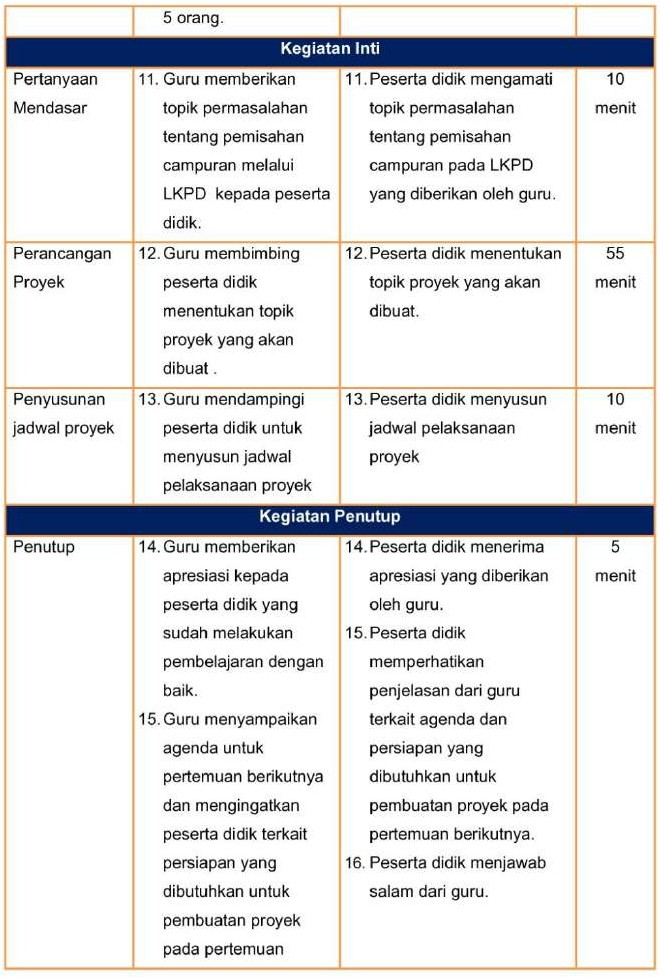 5 orang.
Kegiatan Inti
Pertanyaan
Mendasar
11. Guru memberikan
topik permasalahan
tentang pemisahan
campuran melalui
LKPD kepada peserta
didik.
11. Peserta didik mengamati
topik permasalahan
tentang pemisahan
campuran pada LKPD
yang diberikan oleh guru.
10
menit
Perancangan
Proyek
12. Guru membimbing
peserta didik
menentukan topik
proyek yang akan
dibuat .
12. Peserta didik menentukan
topik proyek yang akan
dibuat.
55
menit
Penyusunan
jadwal proyek
13. Guru mendampingi
peserta didik untuk
menyusun jadwal
pelaksanaan proyek
13. Peserta didik menyusun
jadwal pelaksanaan
proyek
10
menit
Kegiatan Penutup
Penutup
14. Guru memberikan
apresiasi kepada
peserta didik yang
sudah melakukan
pembelajaran dengan
baik.
15. Guru menyampaikan
agenda untuk
pertemuan berikutnya
dan mengingatkan
peserta didik terkait
persiapan yang
dibutuhkan untuk
pembuatan proyek
pada pertemuan
14. Peserta didik menerima
apresiasi yang diberikan
oleh guru.
15. Peserta didik
memperhatikan
penjelasan dari guru
terkait agenda dan
persiapan yang
dibutuhkan untuk
pembuatan proyek pada
pertemuan berikutnya.
16. Peserta didik menjawab
salam dari guru.
5
menit